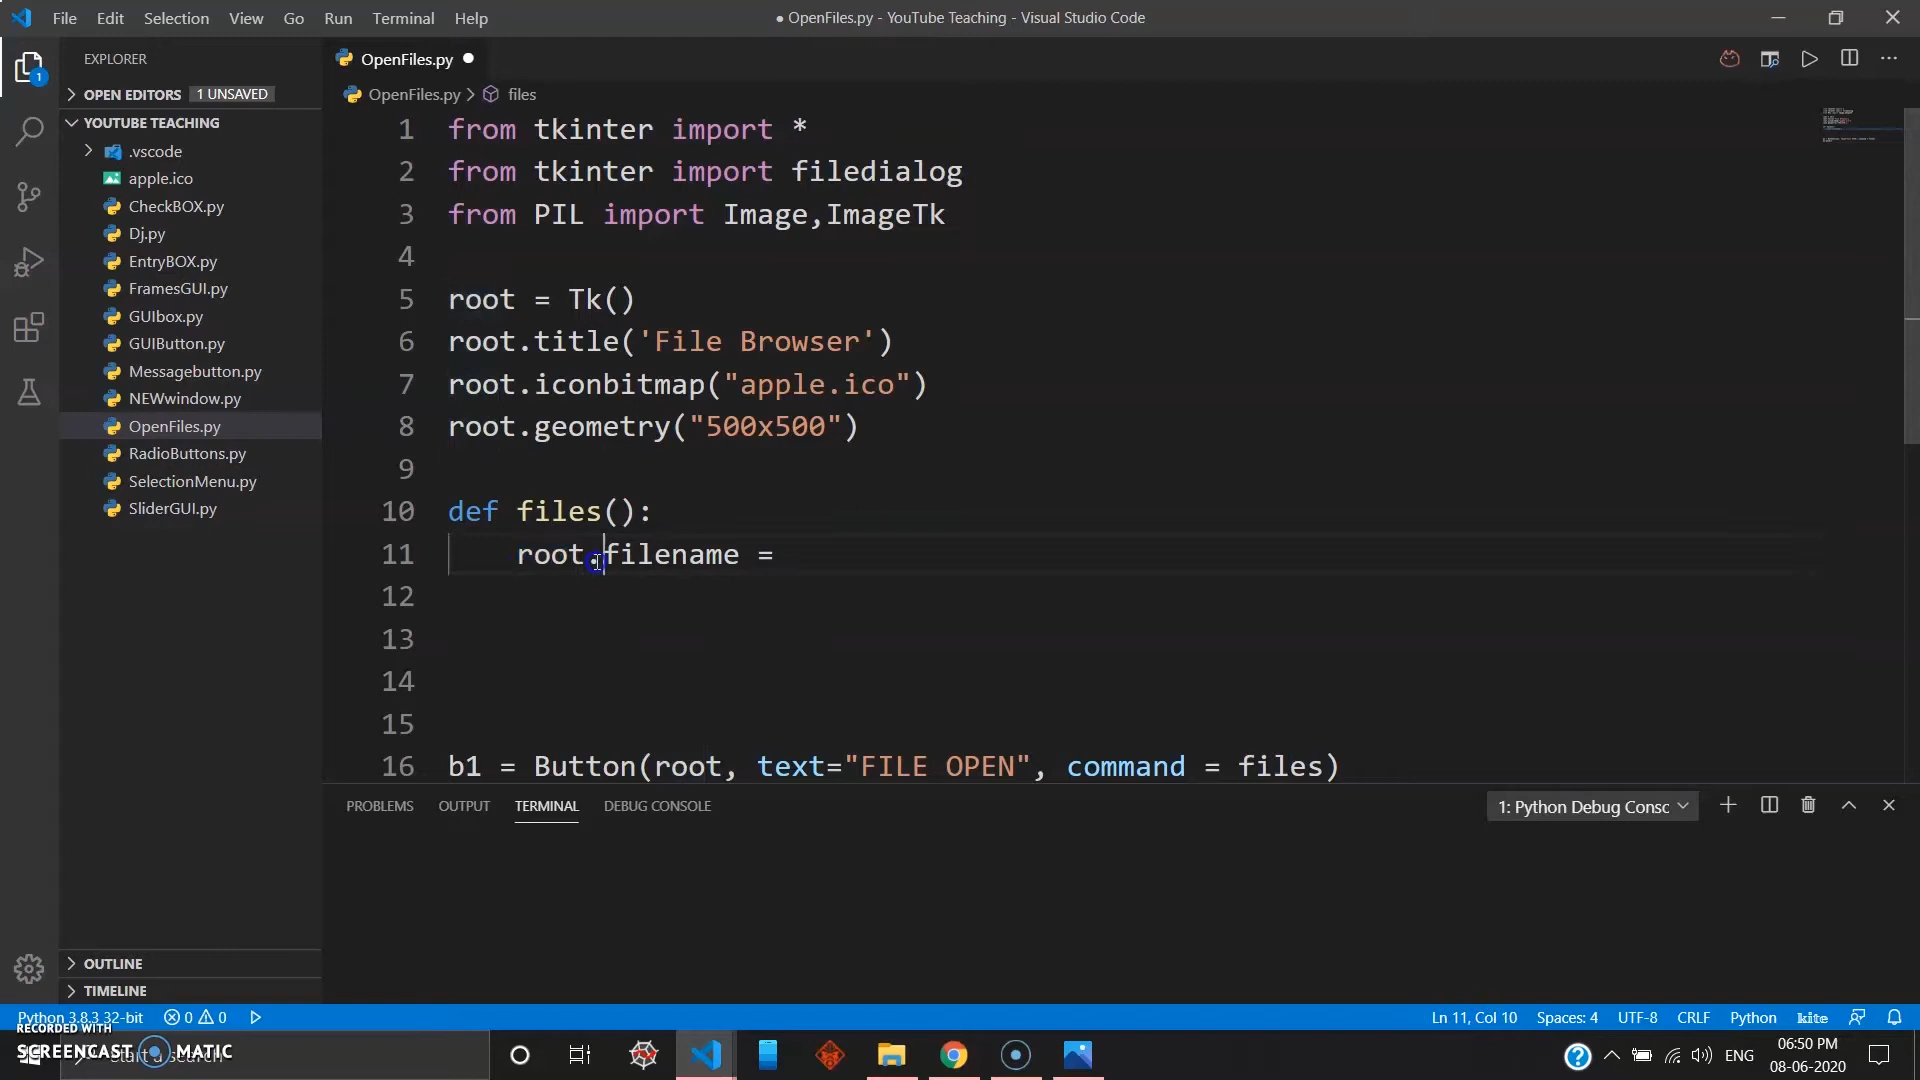 File Edit Selection View Go Run Terminal Help
● OpenFiles.py - YouTube Teaching - Visual Studio Code
EXPLORER
OPEN EDITORS 1 UNSAVED
YOUTUBE TEACHING
.vscode
apple.ico
CheckBOX.py
Dj.py
EntryBOX.py
FramesGUI.py
GUIbox.py
GUIButton.py
Messagebutton.py
NEWwindow.py
OpenFiles.py
RadioButtons.py
SelectionMenu.py
SliderGUI.py
OUTLINE
TIMELINE
1
OpenFiles.py ●
OpenFiles.py > files
1 from tkinter import *
2 from tkinter import filedialog
3 from PIL import Image,ImageTk
4
5 root = Tk()
6 root.title('File Browser')
7 root.iconbitmap("apple.ico")
8 root.geometry("500x500")
9
10 def files():
11 root.filename =
12
13
14
15
16 b1 = Button(root, text="FILE OPEN", command = files)
PROBLEMS OUTPUT TERMINAL DEBUG CONSOLE
1: Python Debug Consc
Python 3.8.3 32-bit 0 0
Ln 11, Col 10 Spaces: 4 UTF-8 CRLF Python kite
RECORDED WITH
SCREENCAST MATIC
Start a search
ENG
06:50 PM
08-06-2020